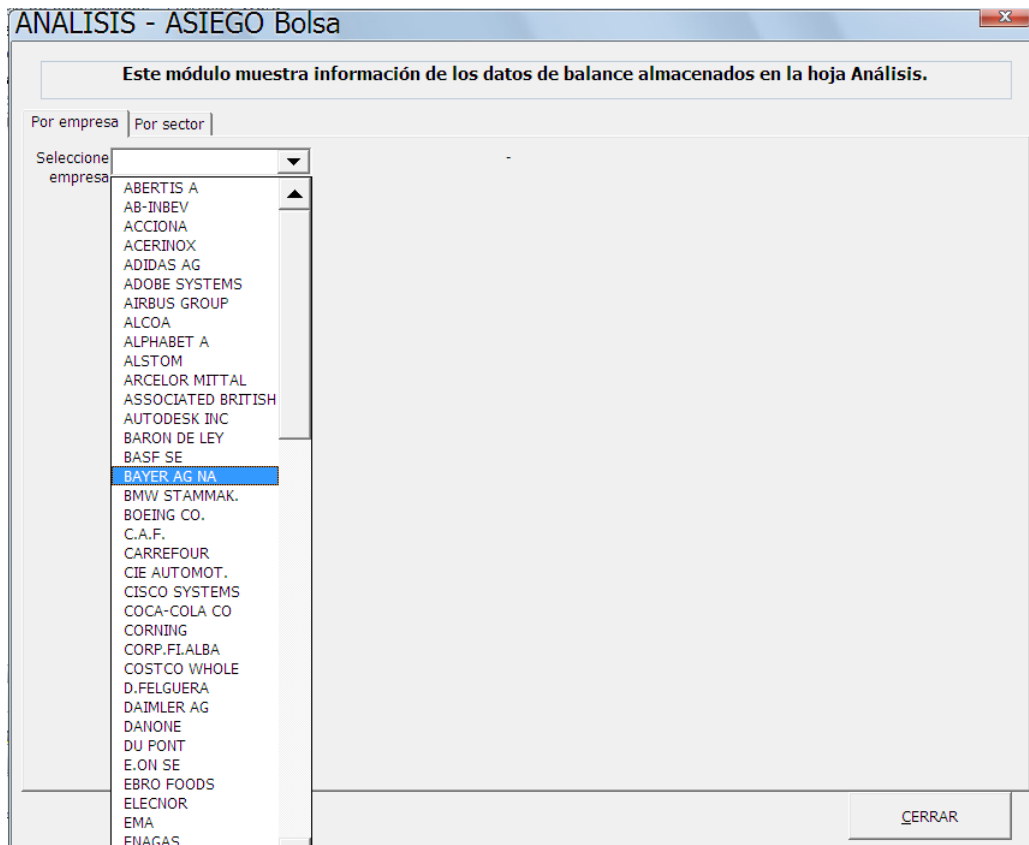 ANÁLISIS - ASIEGO Bolsa
Este módulo muestra información de los datos de balance almacenados en la hoja Análisis.
Por empresa
Por sector
Seleccione
empresa
-
ABERTIS A
AB-INBEV
ACCIONA
ACERINOX
ADIDAS AG
ADOBE SYSTEMS
AIRBUS GROUP
ALCOA
ALPHABET A
ALSTOM
ARCELOR MITTAL
ASSOCIATED BRITISH
AUTODESK INC
BARON DE LEY
BASF SE
BAYER AG NA
BMW STAMMAK.
BOEING CO.
C.A.F.
CARREFOUR
CIE AUTOMOT.
CISCO SYSTEMS
COCA-COLA CO
CORNING
CORP.FI.ALBA
COSTCO WHOLE
D.FELGUERA
DAIMLER AG
DANONE
DU PONT
E.ON SE
EBRO FOODS
ELECNOR
EMA
ENAGAS
CERRAR